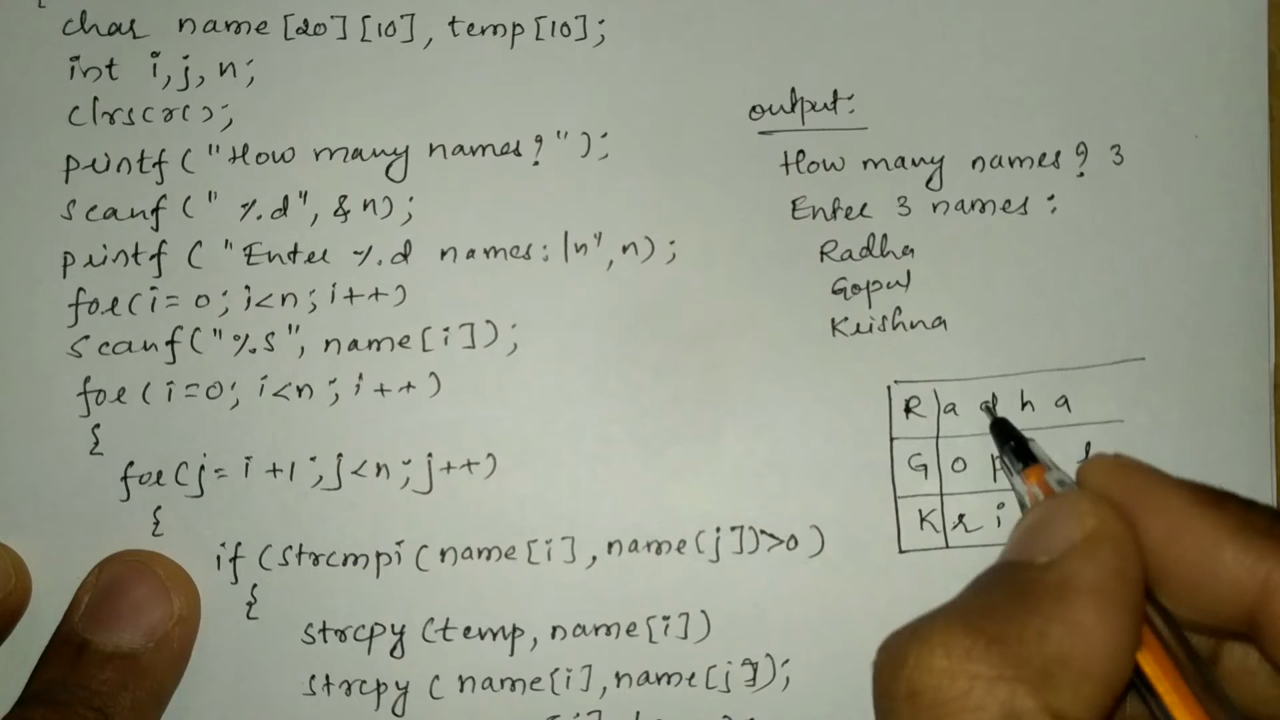 char name [20] [10], temp [10];
int i, j, n;
clrscr();
printf ("How many names?");
scanf (" %d", &n);
printf ("Enter %d names: \n", n);
for(i= 0; i<n; i++)
scanf("%s", name[i]);
for(i=0; i<n; i++)
{
for(j= i+1; j<n; j++)
{
if (strcmpi(name[i], name(j])>0)
{
strcpy (temp, name[i])
strcpy (name[i], name[j]);
output:
How many names? 3
Enter 3 names:
Radha
Gopal
Krishna
R a d h a
G o p
K r i